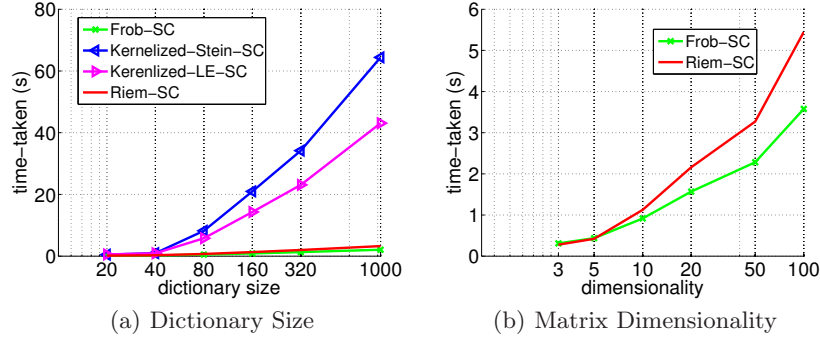 80
60
40
20
0
time-taken (s)
Frob-SC
Kernelized-Stein-SC
Kerenlized-LE-SC
Riem-SC
20 40 80 160 320 1000
dictionary size
(a) Dictionary Size
6
5
4
3
2
1
0
time-taken (s)
Frob-SC
Riem-SC
3 5 10 20 50 100
dimensionality
(b) Matrix Dimensionality